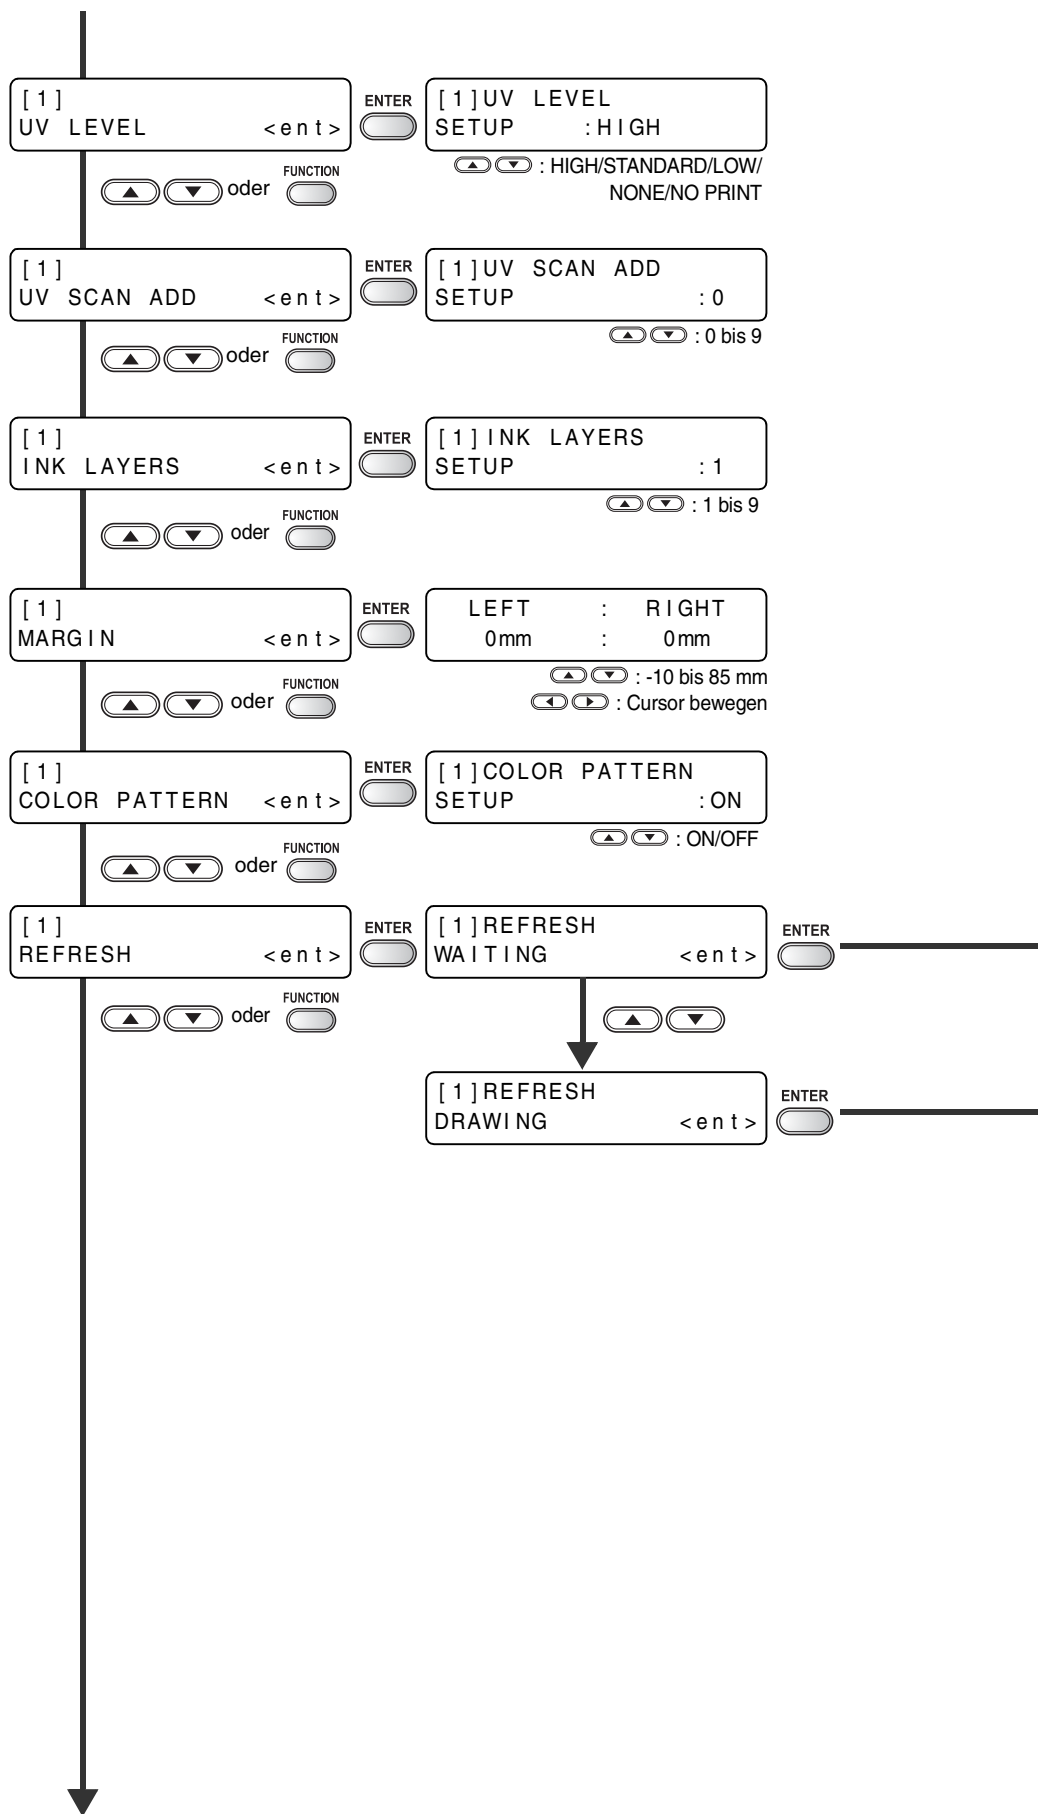 [1]
UV LEVEL <ent>
ENTER
[1]UV LEVEL
SETUP :HIGH
▲ ▼ : HIGH/STANDARD/LOW/
NONE/NO PRINT
▲ ▼ oder FUNCTION
[1]
UV SCAN ADD <ent>
ENTER
[1]UV SCAN ADD
SETUP :0
▲ ▼ : 0 bis 9
▲ ▼ oder FUNCTION
[1]
INK LAYERS <ent>
ENTER
[1]INK LAYERS
SETUP :1
▲ ▼ : 1 bis 9
▲ ▼ oder FUNCTION
[1]
MARGIN <ent>
ENTER
LEFT : RIGHT
0mm : 0mm
▲ ▼ : -10 bis 85 mm
◀ ▶ : Cursor bewegen
▲ ▼ oder FUNCTION
[1]
COLOR PATTERN <ent>
ENTER
[1]COLOR PATTERN
SETUP :ON
▲ ▼ : ON/OFF
▲ ▼ oder FUNCTION
[1]
REFRESH <ent>
ENTER
[1]REFRESH
WAITING <ent>
ENTER
▲ ▼ oder FUNCTION
▲ ▼
[1]REFRESH
DRAWING <ent>
ENTER